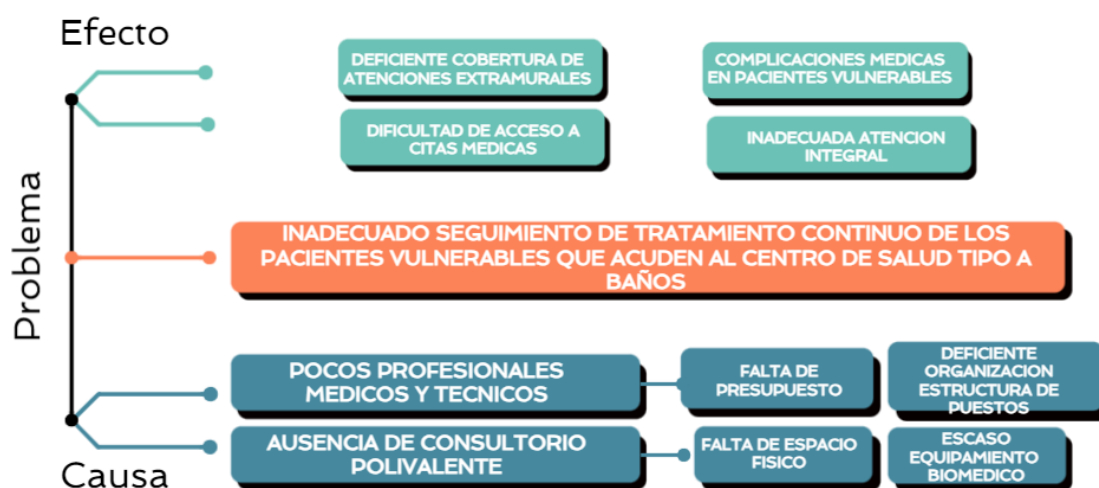 Efecto
DEFICIENTE COBERTURA DE
ATENCIONES EXTRAMURALES
COMPLICACIONES MEDICAS
EN PACIENTES VULNERABLES
DIFICULTAD DE ACCESO A
CITAS MEDICAS
INADECUADA ATENCION
INTEGRAL
Problema
INADECUADO SEGUIMIENTO DE TRATAMIENTO CONTINUO DE LOS
PACIENTES VULNERABLES QUE ACUDEN AL CENTRO DE SALUD TIPO A
BAÑOS
POCOS PROFESIONALES
MEDICOS Y TECNICOS
FALTA DE
PRESUPUESTO
DEFICIENTE
ORGANIZACION
ESTRUCTURA DE
PUESTOS
AUSENCIA DE CONSULTORIO
POLIVALENTE
FALTA DE ESPACIO
FISICO
ESCASO
EQUIPAMIENTO
BIOMEDICO
Causa